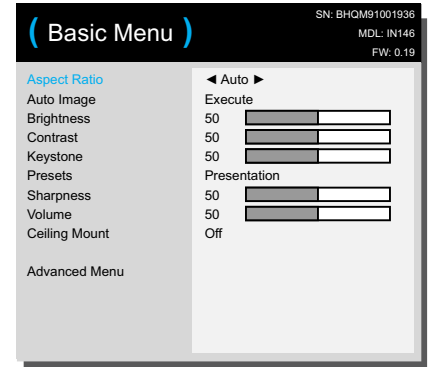 SN: BHQM91001936
( Basic Menu )
MDL: IN146
FW: 0.19
Aspect Ratio ◄ Auto ►
Auto Image Execute
Brightness 50
Contrast 50
Keystone 50
Presets Presentation
Sharpness 50
Volume 50
Ceiling Mount Off
Advanced Menu